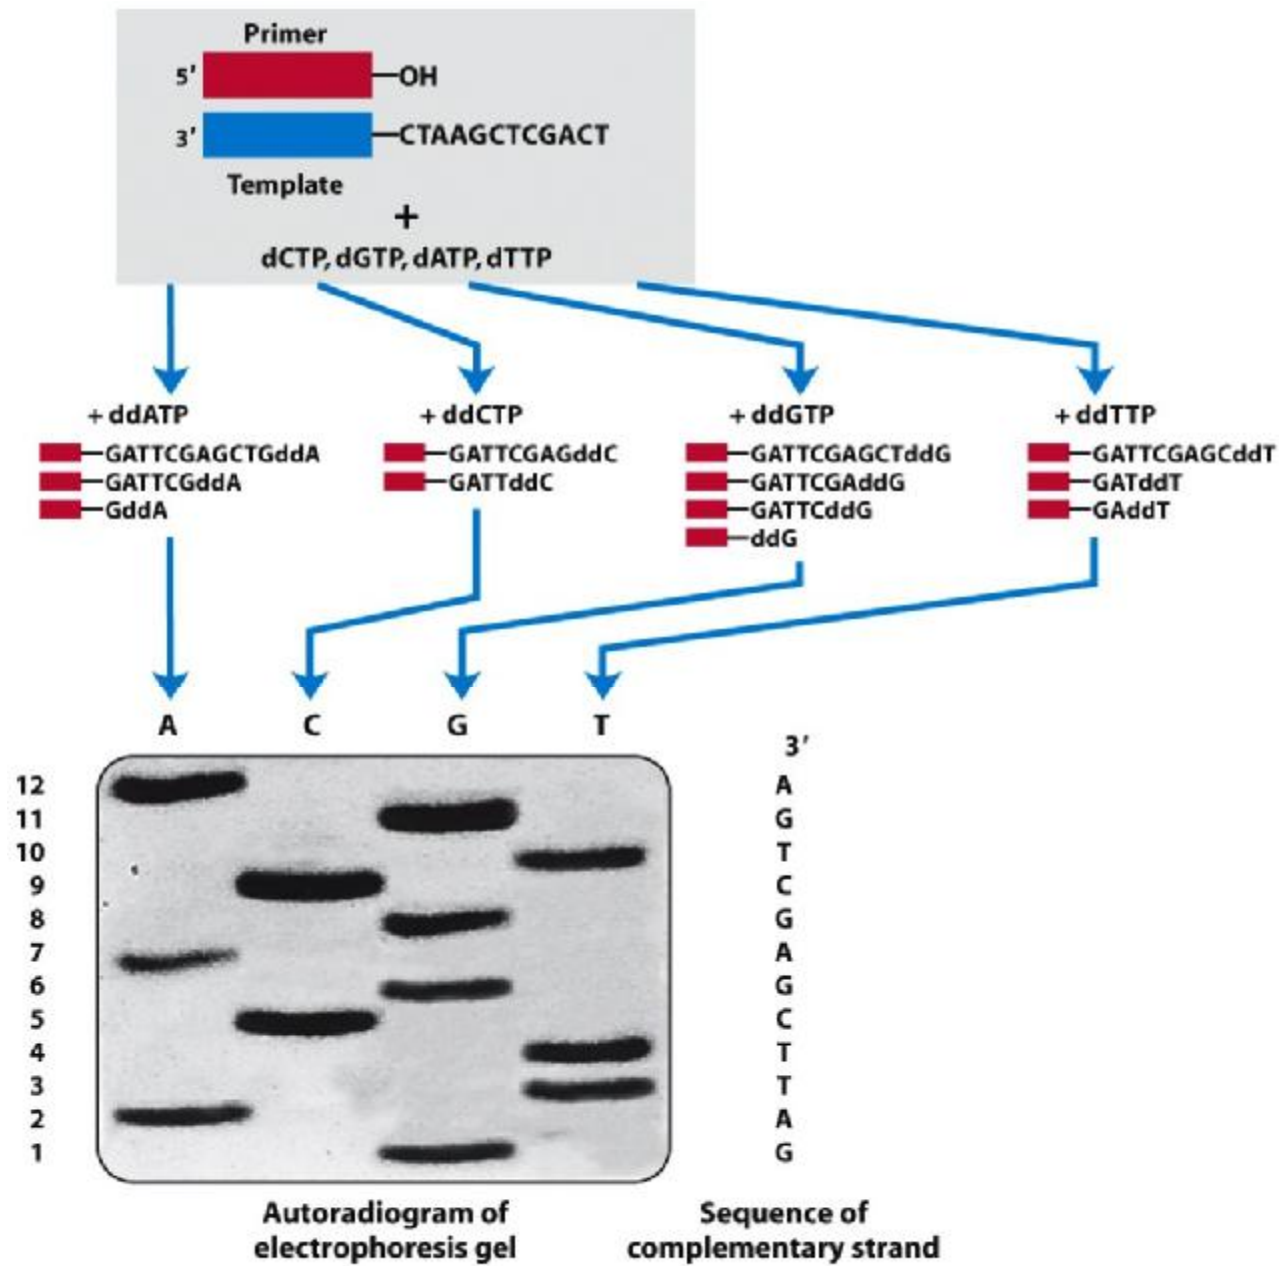 Primer
5' OH
3' CTAAGCTCGACT
Template
+
dCTP, dGTP, dATP, dTTP
+ ddATP
GATTCGAGCTGddA
GATTCGddA
GddA
+ ddCTP
GATTCGAGddC
GATTddC
+ ddGTP
GATTCGAGCTddG
GATTCGAddG
GATTCddG
ddG
+ ddTTP
GATTCGAGCddT
GATddT
GAddT
A C G T
3'
12 A
11 G
10 T
9 C
8 G
7 A
6 G
5 C
4 T
3 T
2 A
1 G
Autoradiogram of
electrophoresis gel
Sequence of
complementary strand